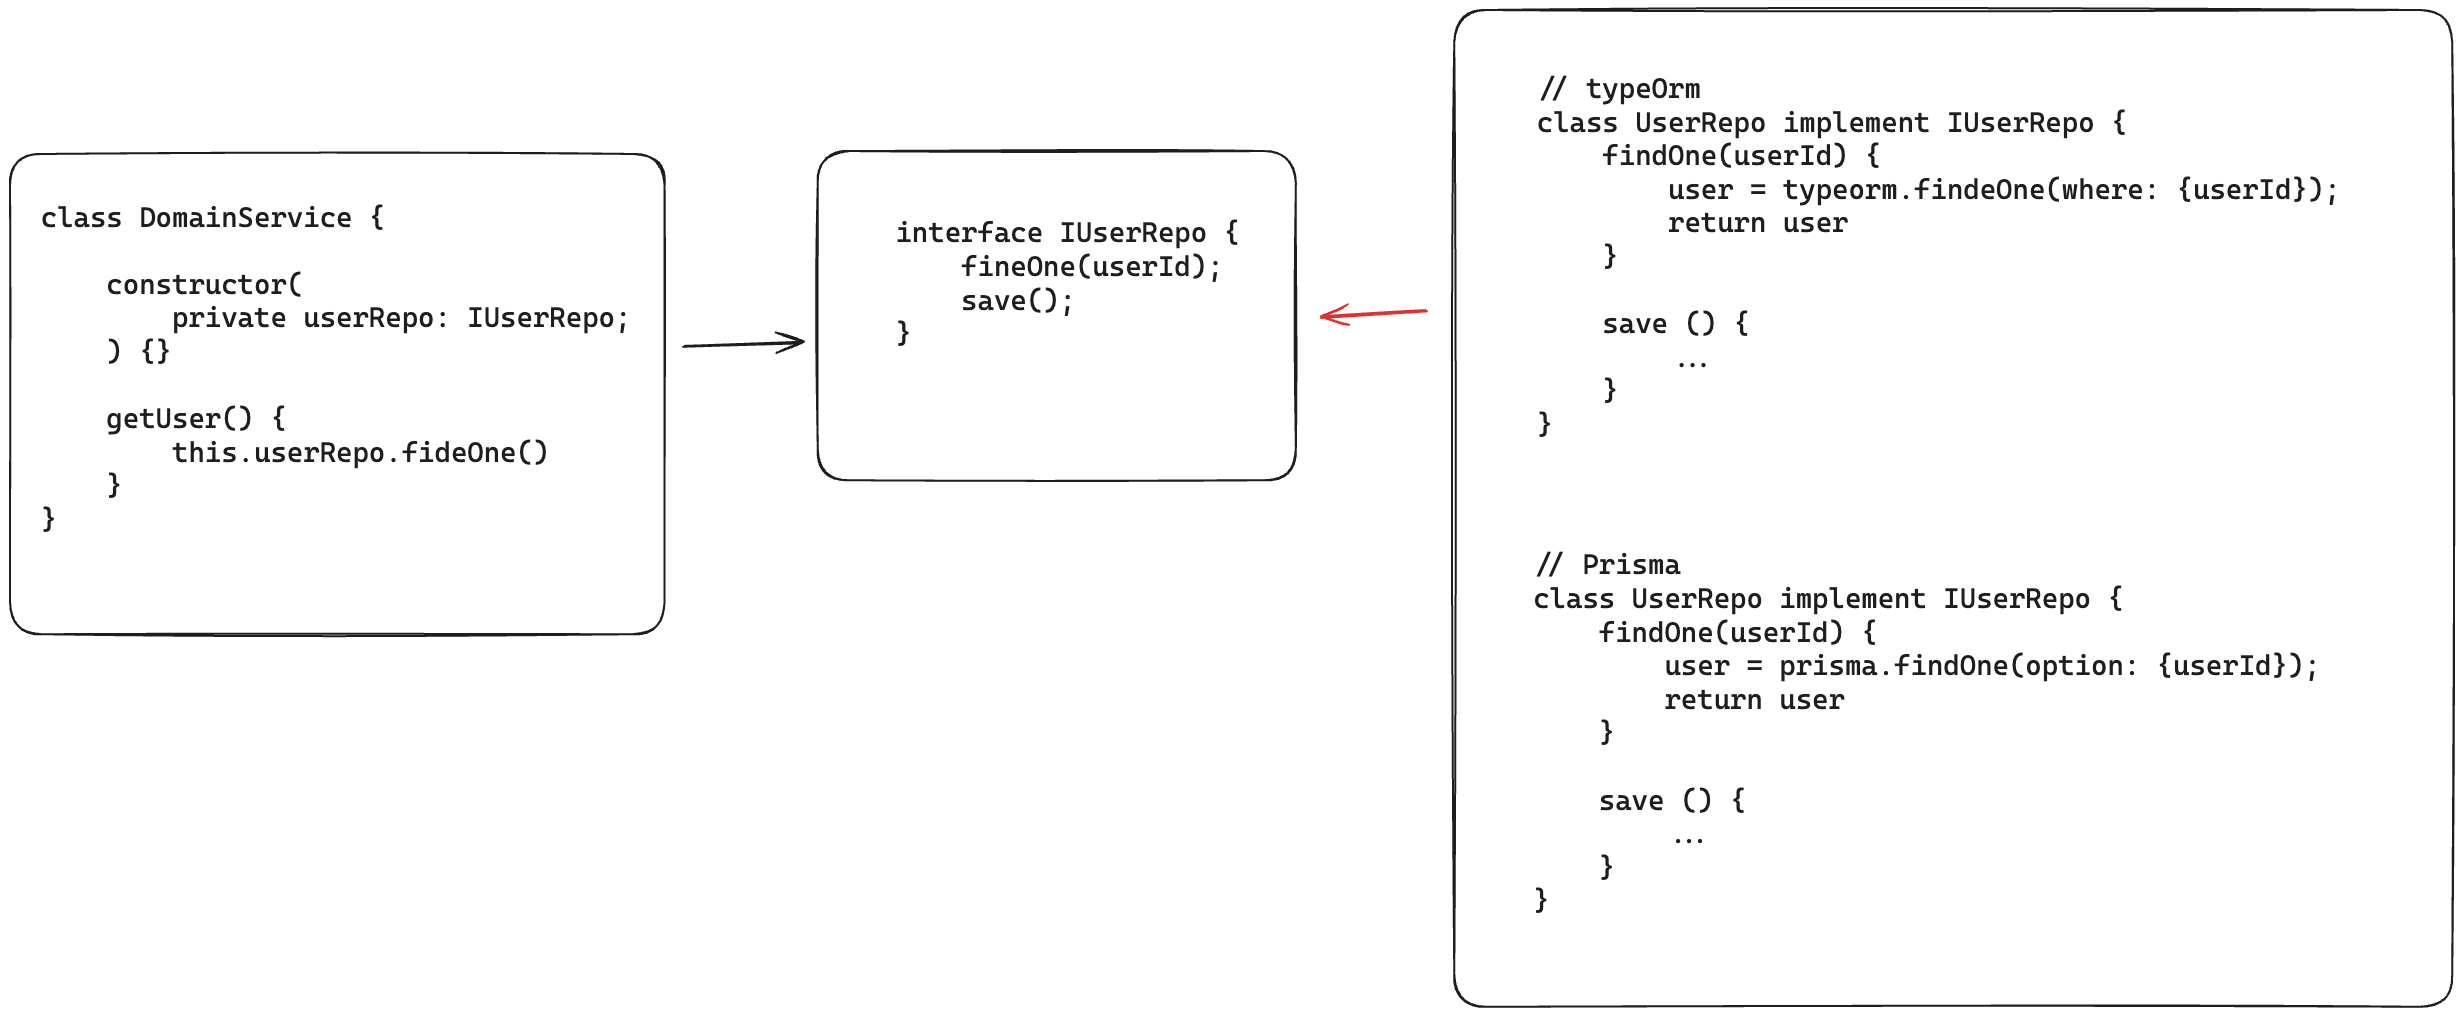 class DomainService {
constructor(
private userRepo: IUserRepo;
) {}
getUser() {
this.userRepo.fideOne()
}
}
interface IUserRepo {
fineOne(userId);
save();
}
// typeOrm
class UserRepo implement IUserRepo {
findOne(userId) {
user = typeorm.findeOne(where: {userId});
return user
}
save () {
...
}
}
// Prisma
class UserRepo implement IUserRepo {
findOne(userId) {
user = prisma.findOne(option: {userId});
return user
}
save () {
...
}
}